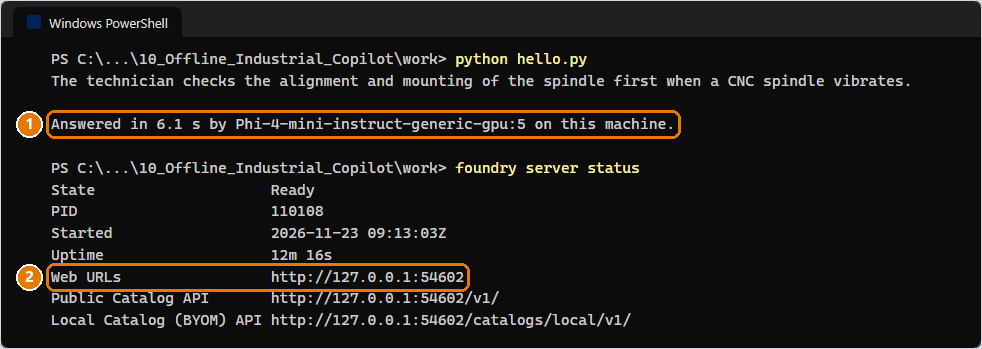 Windows PowerShell
PS C:\...\10_Offline_Industrial_Copilot\work> python hello.py
The technician checks the alignment and mounting of the spindle first when a CNC spindle vibrates.
1 Answered in 6.1 s by Phi-4-mini-instruct-generic-gpu:5 on this machine.
PS C:\...\10_Offline_Industrial_Copilot\work> foundry server status
State Ready
PID 110108
Started 2026-11-23 09:13:03Z
Uptime 12m 16s
2 Web URLs http://127.0.0.1:54602
Public Catalog API http://127.0.0.1:54602/v1/
Local Catalog (BYOM) API http://127.0.0.1:54602/catalogs/local/v1/